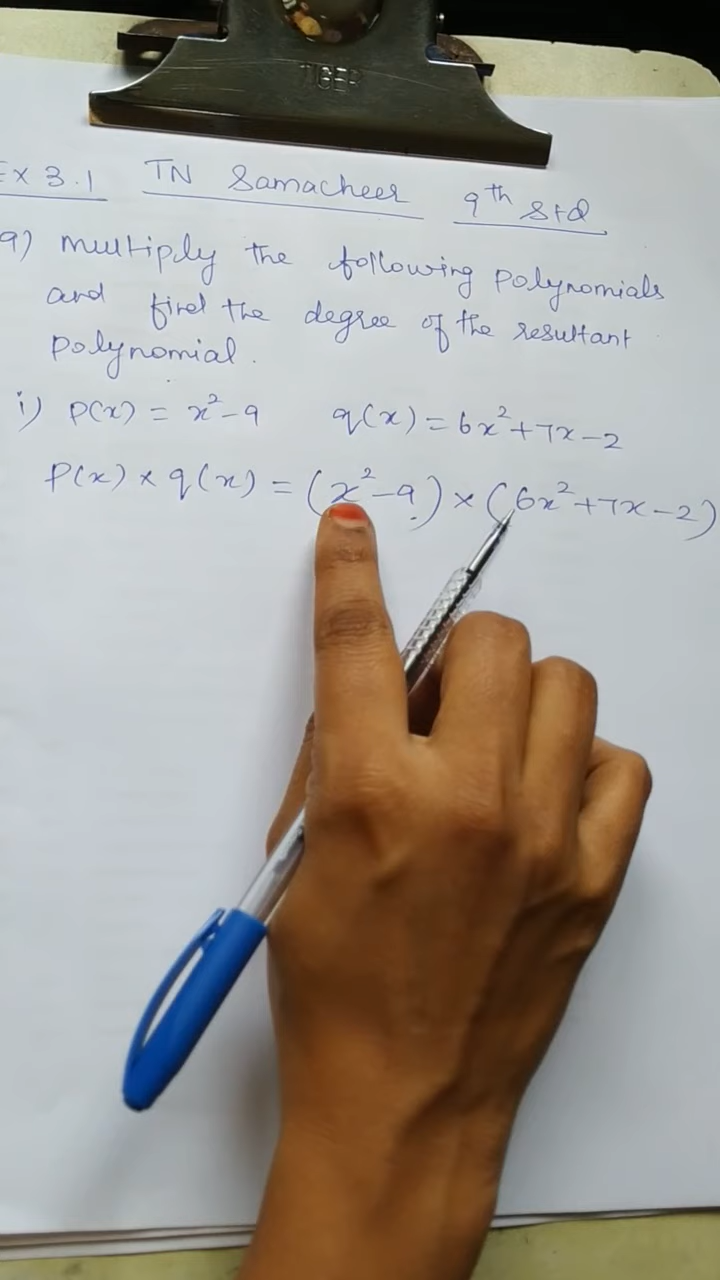 TIGER
EX 3.1 TN Samacheer 9th Std
9) Multiply the following polynomials
and find the degree of the resultant
polynomial.
i) P(x) = x²-9 q(x) = 6x²+7x-2
P(x) × q(x) = (x²-9) × (6x²+7x-2)